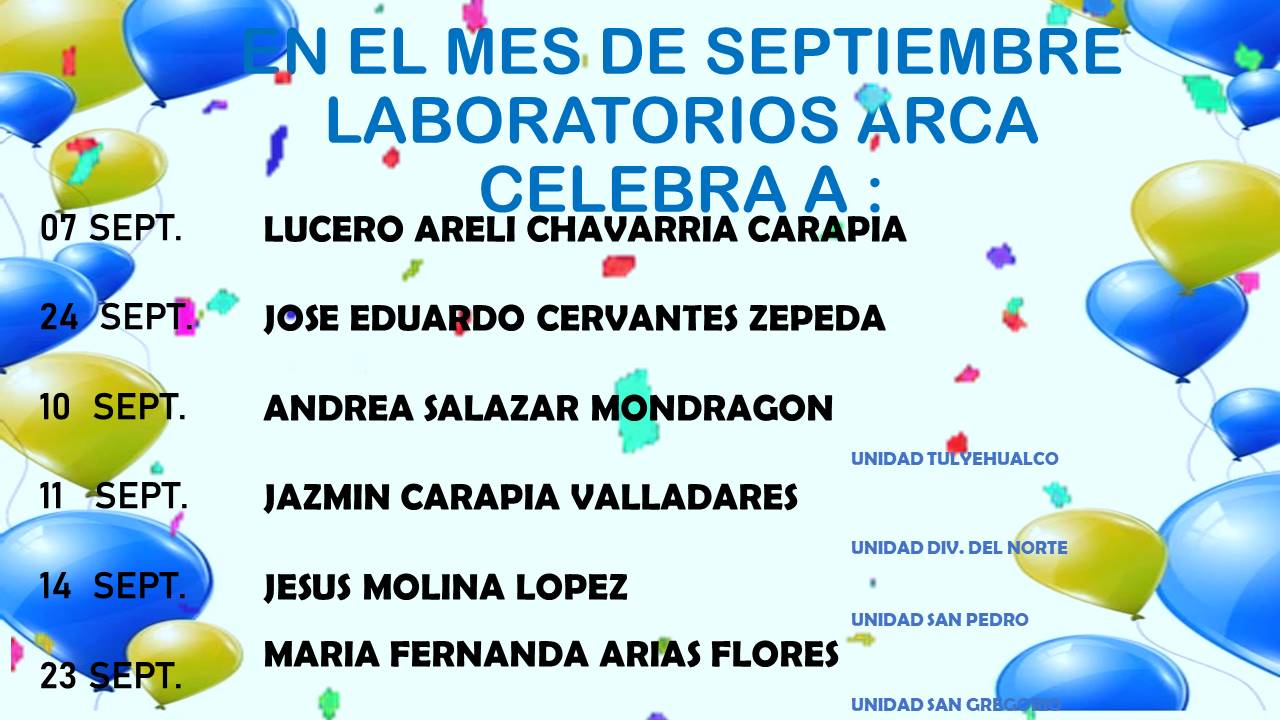 EN EL MES DE SEPTIEMBRE
LABORATORIOS ARCA
CELEBRA A :
07 SEPT. LUCERO ARELI CHAVARRIA CARAPIA
24 SEPT. JOSE EDUARDO CERVANTES ZEPEDA
10 SEPT. ANDREA SALAZAR MONDRAGON
UNIDAD TULYEHUALCO
11 SEPT. JAZMIN CARAPIA VALLADARES
UNIDAD DIV. DEL NORTE
14 SEPT. JESUS MOLINA LOPEZ
UNIDAD SAN PEDRO
23 SEPT. MARIA FERNANDA ARIAS FLORES
UNIDAD SAN GREGORIO